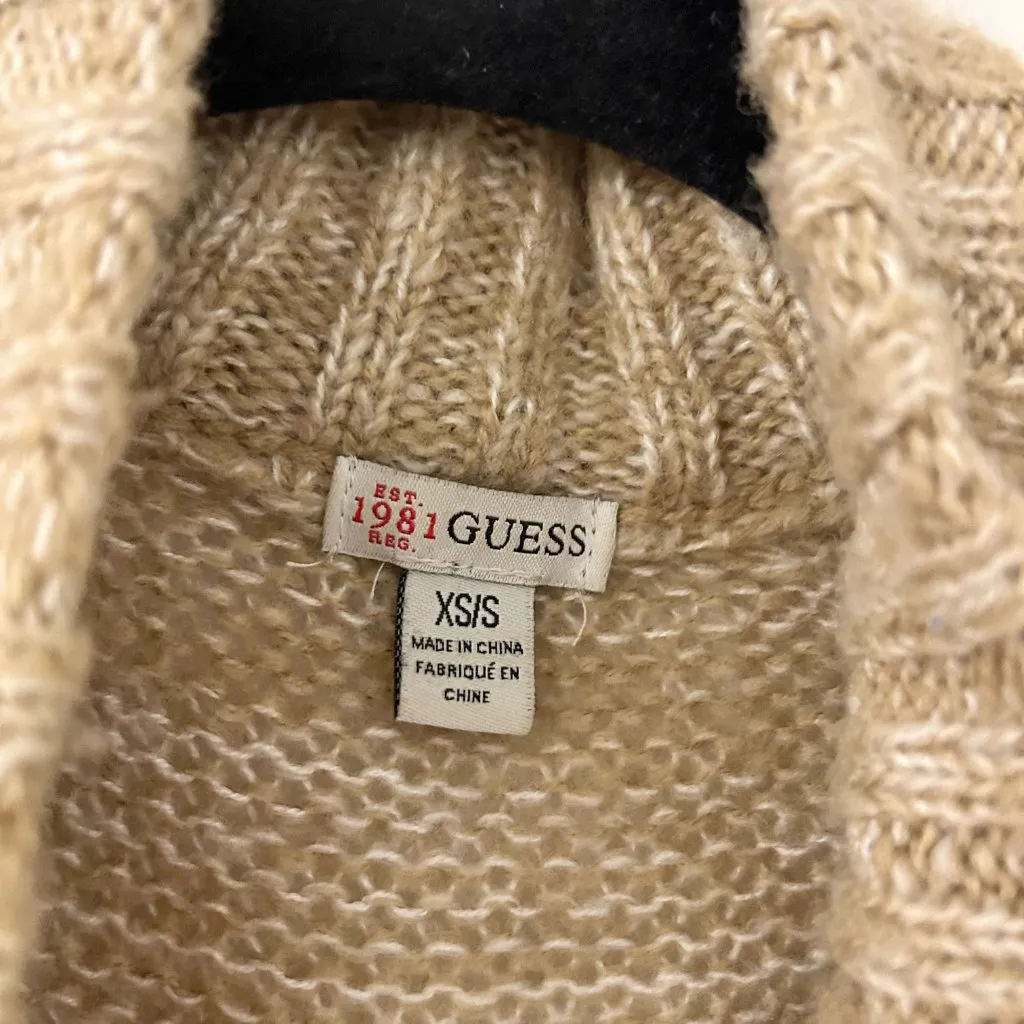 EST.
1981 GUESS
REG.
XS/S
MADE IN CHINA
FABRIQUÉ EN
CHINE